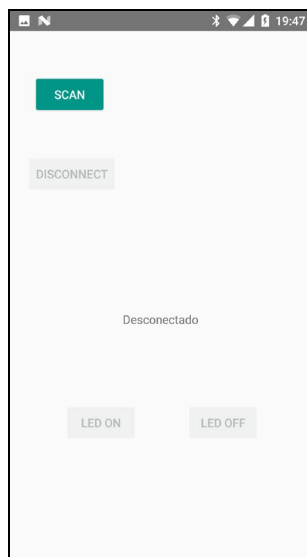 19:47
SCAN
DISCONNECT
Desconectado
LED ON LED OFF